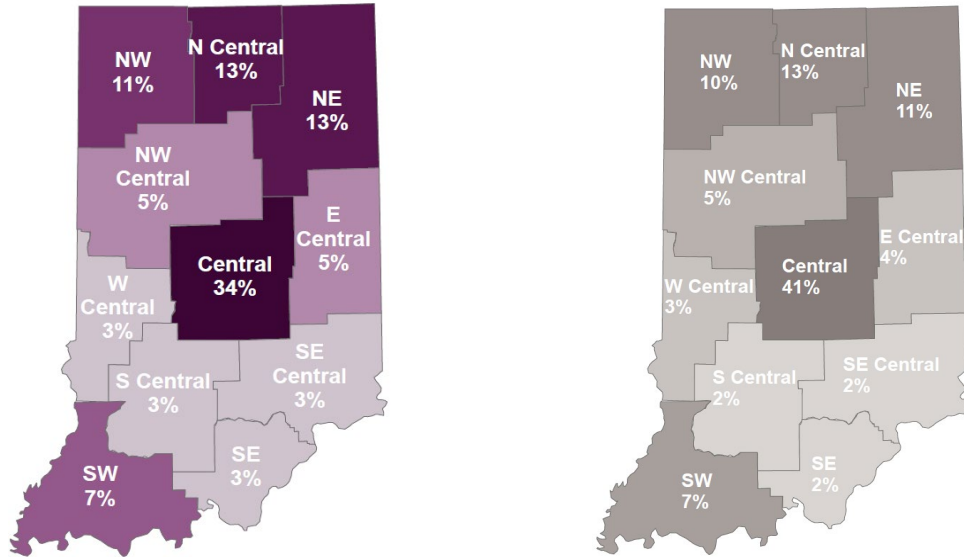 NW
11%
N Central
13%
NE
13%
NW
Central
5%
E
Central
5%
Central
34%
W
Central
3%
S Central
3%
SE
Central
3%
SW
7%
SE
3%
NW
10%
N Central
13%
NE
11%
NW Central
5%
E Central
4%
Central
41%
W Central
3%
S Central
2%
SE Central
2%
SW
7%
SE
2%